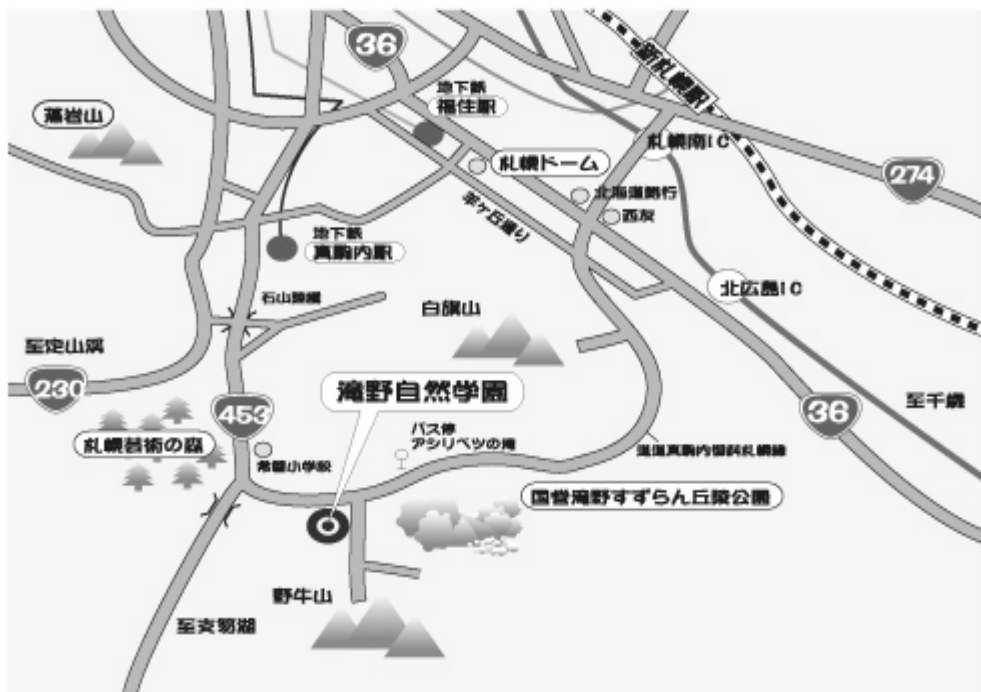 36
地下鉄
福住駅
新札幌駅
藻岩山
札幌ドーム
札幌南IC
274
北海道銀行
西友
羊ケ丘通り
地下鉄
真駒内駅
北広島IC
石山陸橋
白旗山
至定山渓
230
滝野自然学園
453
36
至千歳
バス停
アシリベツの滝
札幌芸術の森
常盤小学校
道道真駒内御料札幌線
国営滝野すずらん丘陵公園
野牛山
至支笏湖